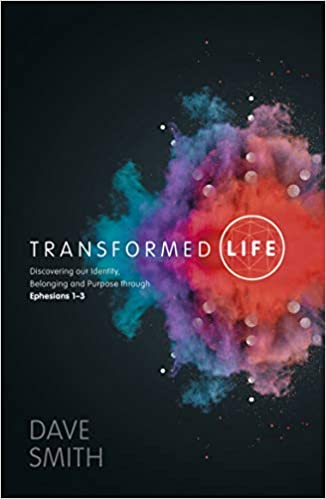 TRANSFORMED LIFE
Discovering our Identity,
Belonging and Purpose through
Ephesians 1–3
DAVE
SMITH